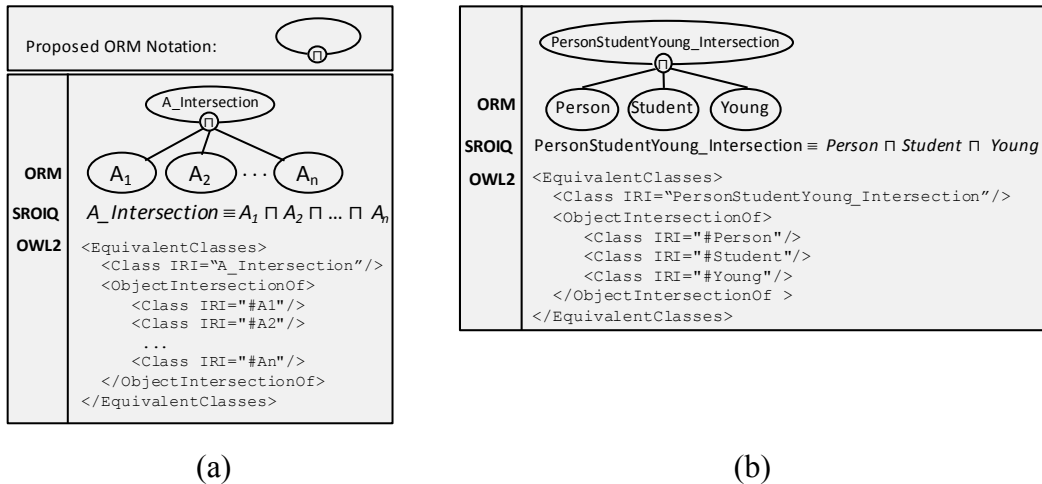 Proposed ORM Notation:
⊓
A_Intersection
⊓
ORM
A1 A2 ... An
SROIQ
A_Intersection ≡ A1 ⊓ A2 ⊓ ... ⊓ An
OWL2
<EquivalentClasses>
<Class IRI=“A_Intersection”/>
<ObjectIntersectionOf>
<Class IRI="#A1"/>
<Class IRI="#A2"/>
...
<Class IRI="#An"/>
</ObjectIntersectionOf>
</EquivalentClasses>
(a)
PersonStudentYoung_Intersection
⊓
ORM
Person Student Young
SROIQ
PersonStudentYoung_Intersection ≡ Person ⊓ Student ⊓ Young
OWL2
<EquivalentClasses>
<Class IRI=“PersonStudentYoung_Intersection”/>
<ObjectIntersectionOf>
<Class IRI="#Person"/>
<Class IRI="#Student"/>
<Class IRI="#Young"/>
</ObjectIntersectionOf >
</EquivalentClasses>
(b)